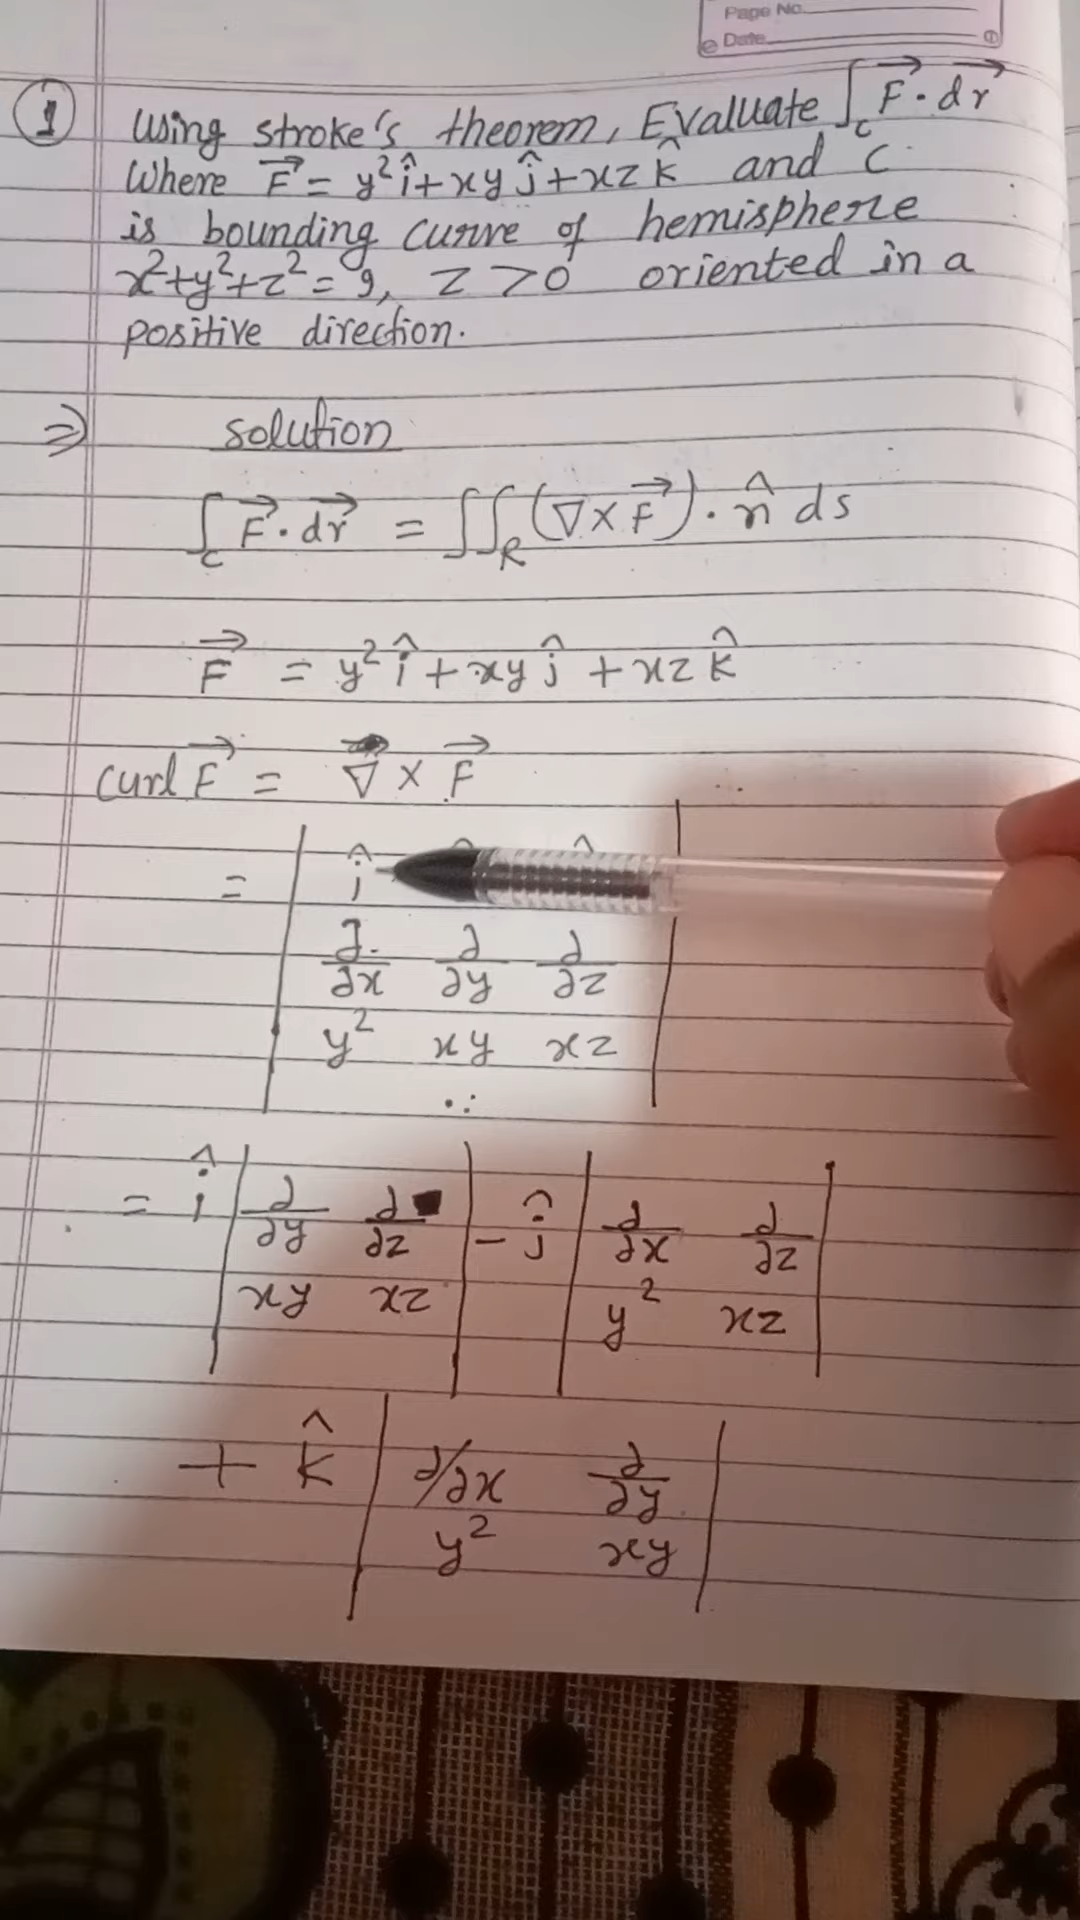 Page No.
Date
1 Using stroke's theorem, Evaluate ∫c F⃗ · dr⃗
Where F⃗ = y² î + xy ĵ + xz k̂ and C
is bounding curve of hemisphere
x²+y²+z² = 9, z > 0 oriented in a
positive direction.
⇒ solution
∫c F⃗ · dr⃗ = ∬R (∇ × F⃗) · n̂ ds
F⃗ = y² î + xy ĵ + xz k̂
curl F⃗ = ∇ × F⃗
= | î
∂/∂x ∂/∂y ∂/∂z
y² xy xz |
∴
= î | ∂/∂y ∂/∂z | - ĵ | ∂/∂x ∂/∂z |
xy xz y² xz
+ k̂ | ∂/∂x ∂/∂y |
y² xy